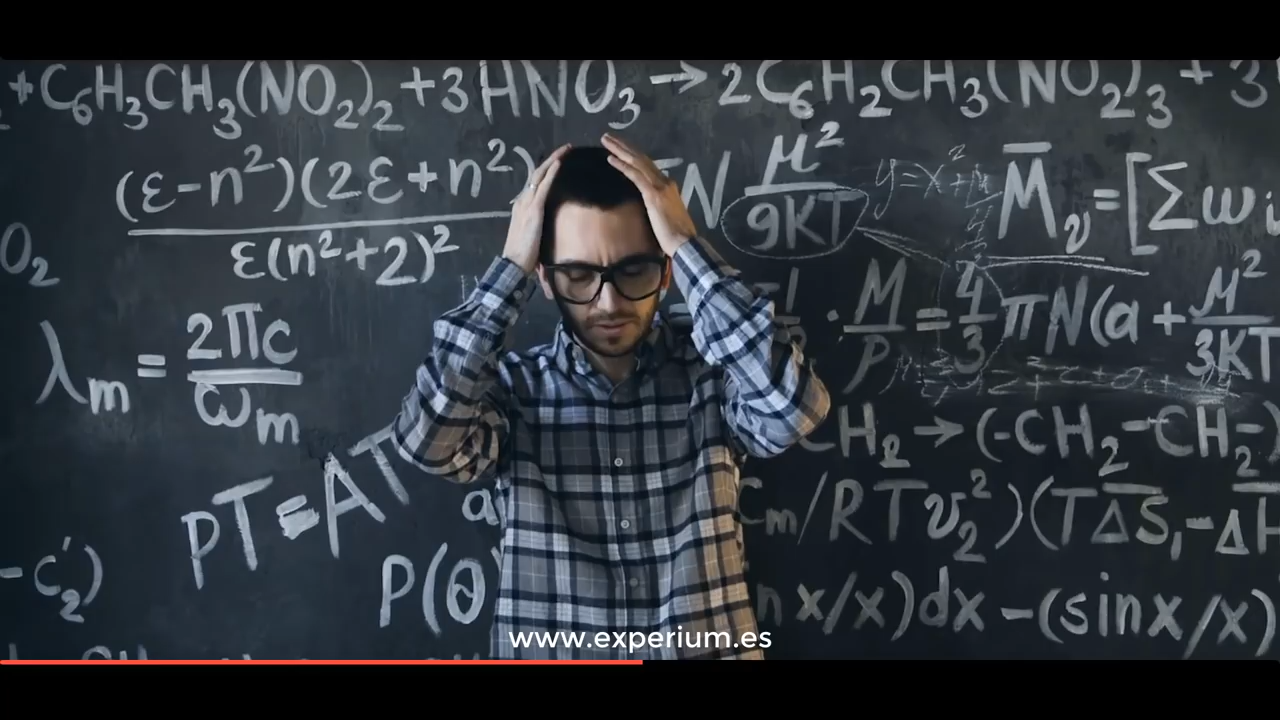 +C₆H₃CH₃(NO₂)₂+3HNO₃→2C₆H₂CH₃(NO₂)₃+3
(ε-n²)(2ε+n²)
ε(n²+2)²
N μ²
9KT
y=x²+
M̄ᵥ=[Σωᵢ
O₂
λₘ=2πc
ωₘ
M
p
=4
3
πN(a+μ²
3KT
CH₂→(-CH₂-CH₂-)
pT=AT
a
Cₘ/RTv₂²)(TΔS₁-ΔH
-c₂')
P(θ
n x/x)dx-(sinx/x)
www.experium.es